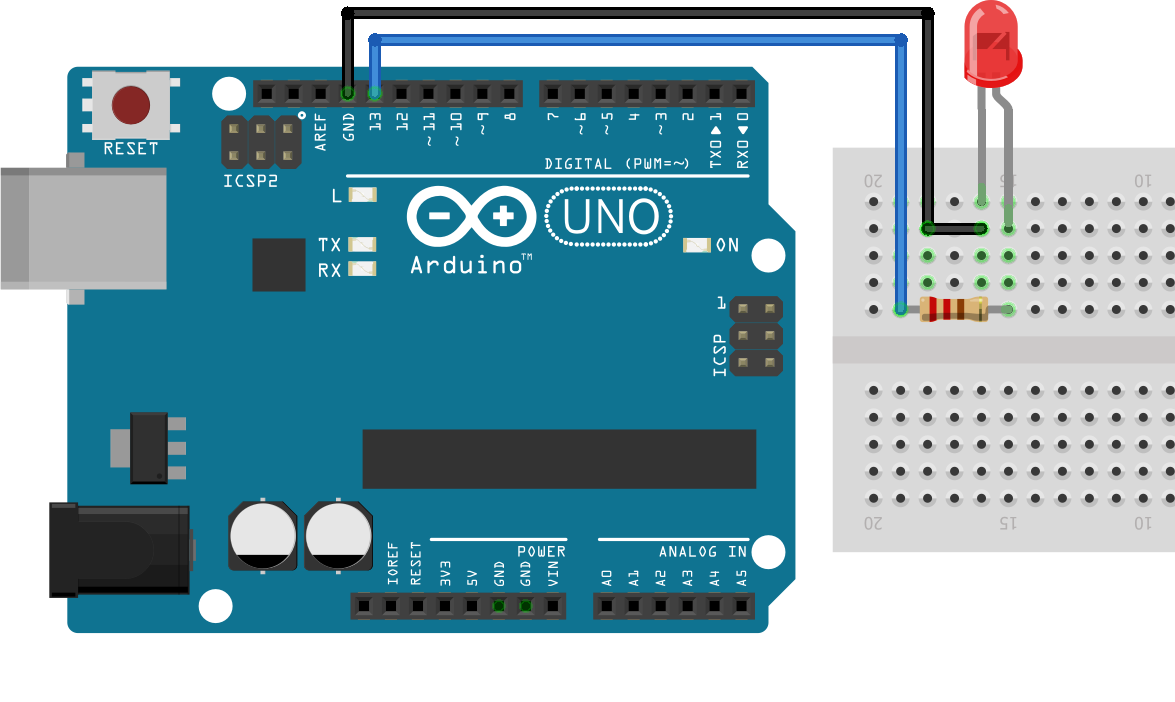 RESET
ICSP2
AREF
GND
13
12
~11
~10
~9
8
7
~6
~5
4
~3
2
TX0▶1
RX0◀0
DIGITAL (PWM=~)
L
TX
RX
UNO
Arduino™
ON
1
ICSP
IOREF
RESET
3V3
5V
GND
GND
VIN
POWER
A0
A1
A2
A3
A4
A5
ANALOG IN
20
15
10
20
15
10